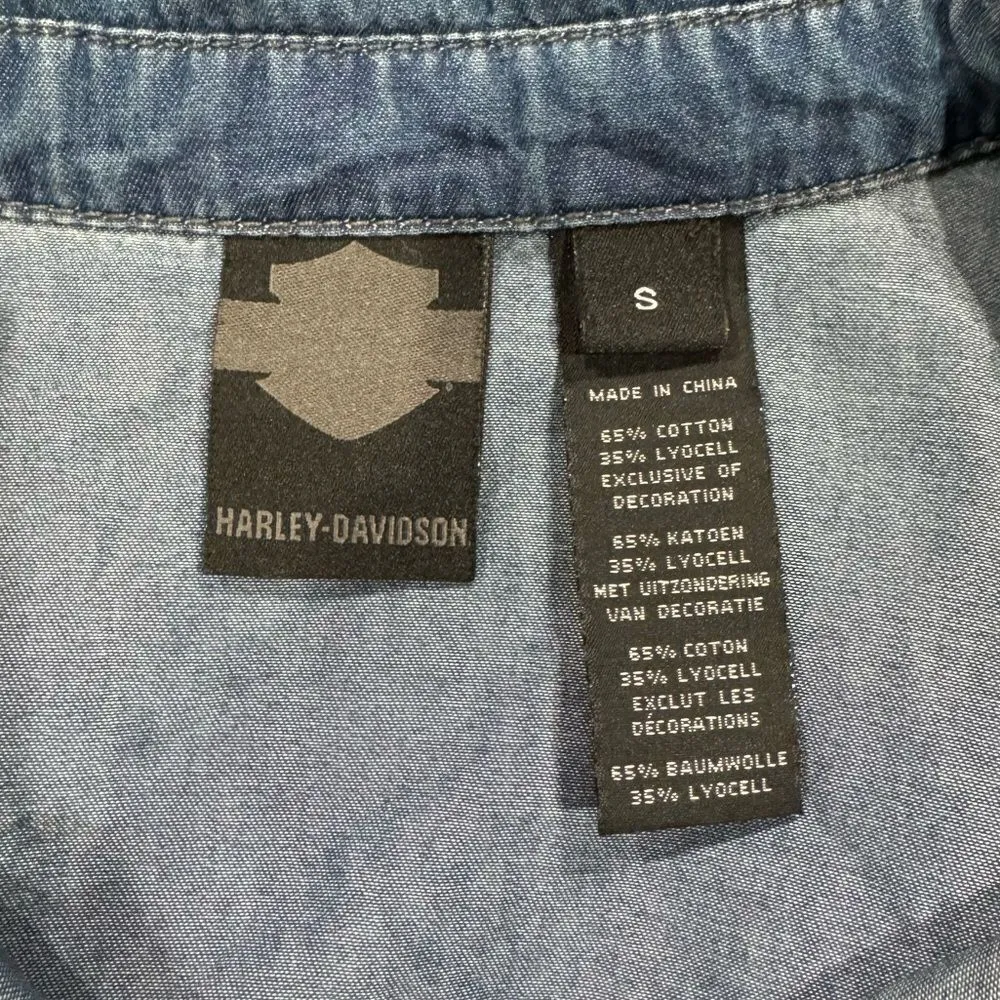 HARLEY-DAVIDSON
S
MADE IN CHINA
65% COTTON
35% LYOCELL
EXCLUSIVE OF
DECORATION
65% KATOEN
35% LYOCELL
MET UITZONDERING
VAN DECORATIE
65% COTON
35% LYOCELL
EXCLUT LES
DÉCORATIONS
65% BAUMWOLLE
35% LYOCELL